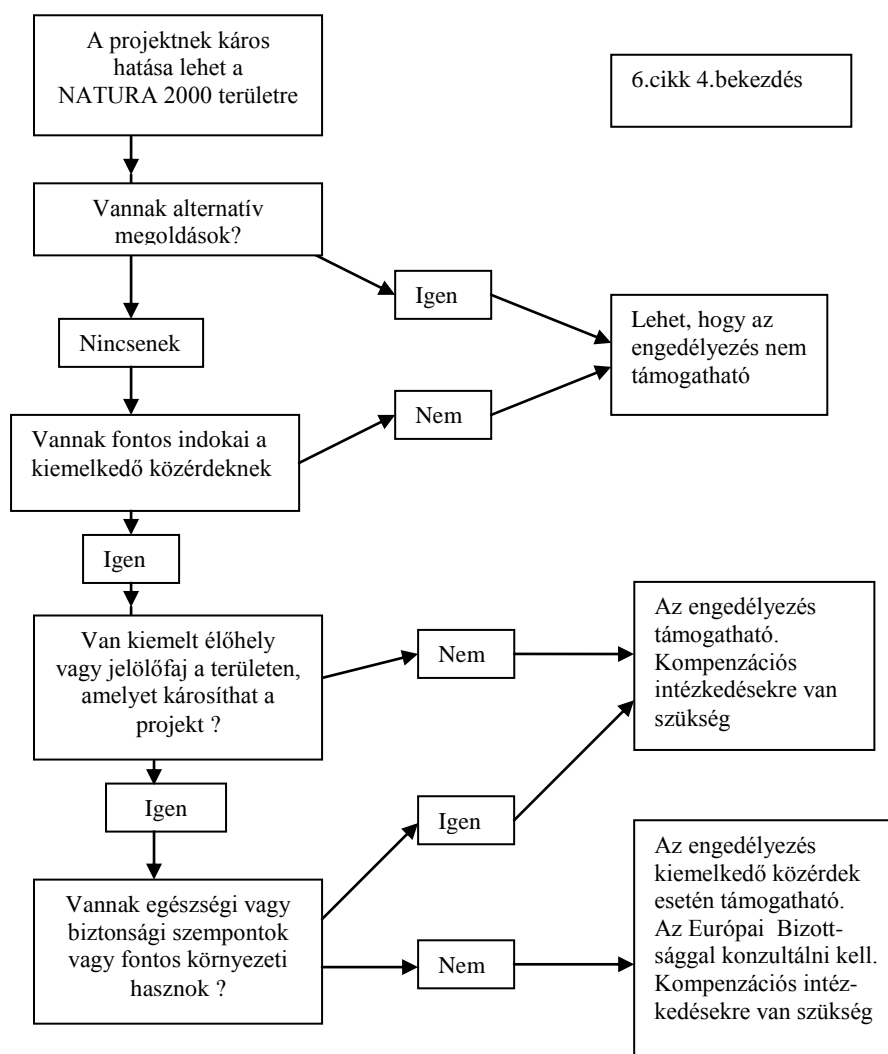 A projektnek káros
hatása lehet a
NATURA 2000 területre
6.cikk 4.bekezdés
Vannak alternatív
megoldások?
Igen
Nincsenek
Lehet, hogy az
engedélyezés nem
támogatható
Nem
Vannak fontos indokai a
kiemelkedő közérdeknek
Igen
Van kiemelt élőhely
vagy jelölőfaj a területen,
amelyet károsíthat a
projekt ?
Nem
Az engedélyezés
támogatható.
Kompenzációs
intézkedésekre van
szükség
Igen
Igen
Vannak egészségi vagy
biztonsági szempontok
vagy fontos környezeti
hasznok ?
Nem
Az engedélyezés
kiemelkedő közérdek
esetén támogatható.
Az Európai Bizott-
sággal konzultálni kell.
Kompenzációs intéz-
kedésekre van szükség